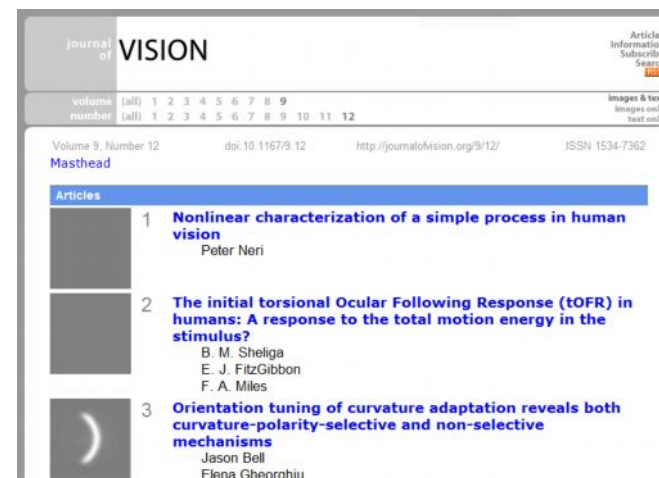 journal of VISION
Article
Informatio
Subscrib
Searc
volume (all) 1 2 3 4 5 6 7 8 9
number (all) 1 2 3 4 5 6 7 8 9 10 11 12
images & tex
images onl
text onl
Volume 9, Number 12 doi:10.1167/9.12 http://journalofvision.org/9/12/ ISSN 1534-7362
Masthead
Articles
1 Nonlinear characterization of a simple process in human
vision
Peter Neri
2 The initial torsional Ocular Following Response (tOFR) in
humans: A response to the total motion energy in the
stimulus?
B. M. Sheliga
E. J. FitzGibbon
F. A. Miles
3 Orientation tuning of curvature adaptation reveals both
curvature-polarity-selective and non-selective
mechanisms
Jason Bell
Elena Gheorghiu